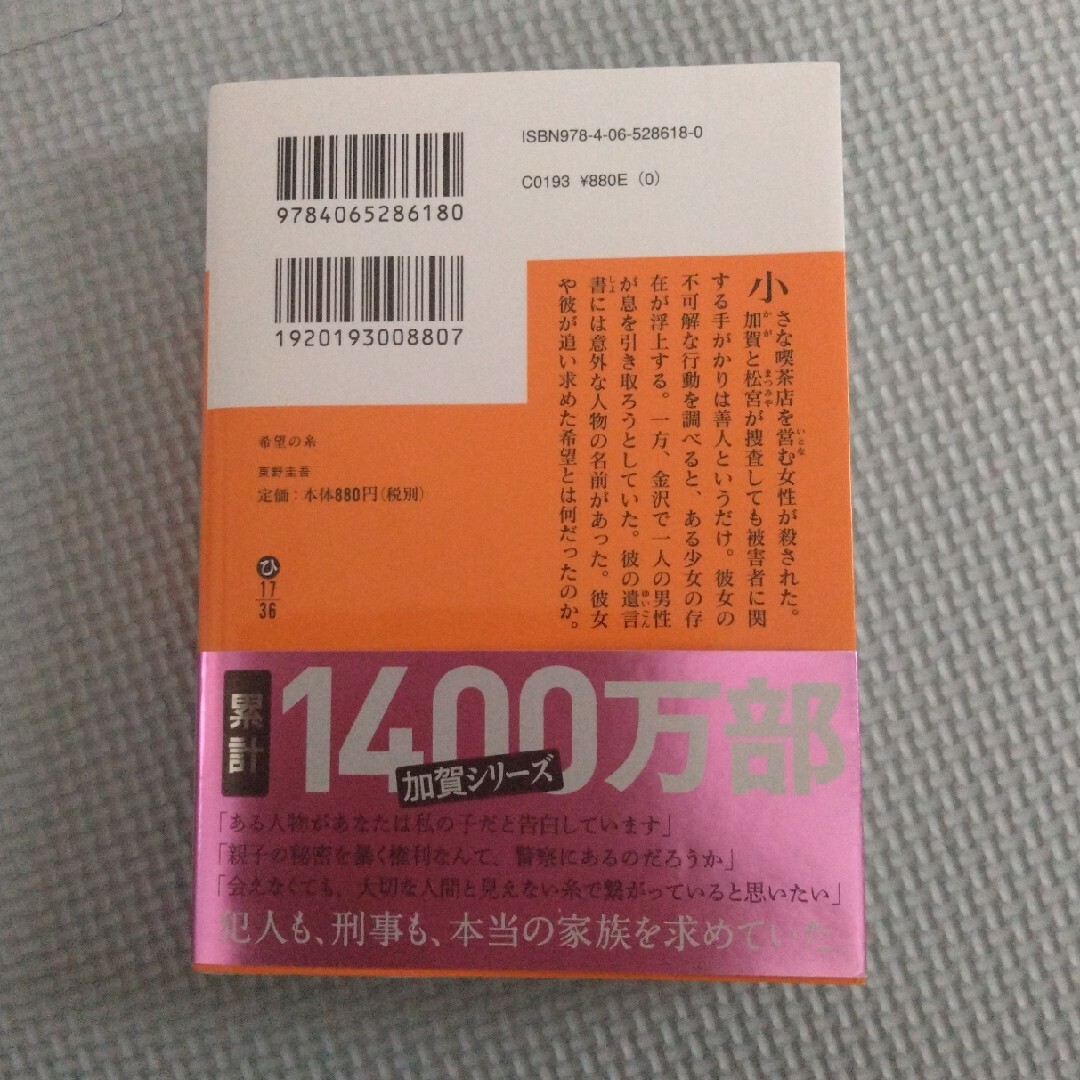 ISBN978-4-06-528618-0
C0193 ¥880E (0)
9784065286180
1920193008807
小さな喫茶店を営む女性が殺された。
加賀と松宮が捜査しても被害者に関
する手がかりは善人というだけ。彼女の
不可解な行動を調べると、ある少女の存
在が浮上する。一方、金沢で一人の男性
が息を引き取ろうとしていた。彼の遺言
書には意外な人物の名前があった。彼女
や彼が追い求めた希望とは何だったのか。
希望の糸
東野圭吾
定価:本体880円(税別)
ひ
17
36
累計
1400万部
加賀シリーズ
「ある人物があなたは私の子だと告白しています」
「親子の秘密を暴く権利なんて、警察にあるのだろうか」
「会えなくても、大切な人間と見えない糸で繋がっていると思いたい」
犯人も、刑事も、本当の家族を求めていた。